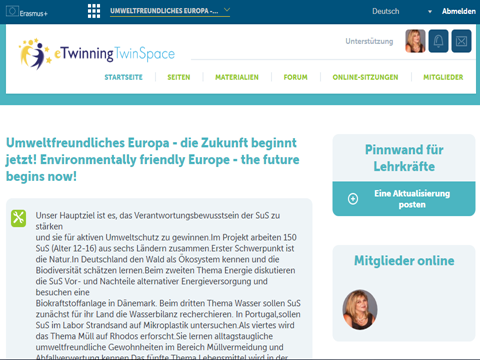 Erasmus+
UMWELTFREUNDLICHES EUROPA -...
Deutsch
Abmelden
eTwinningTwinSpace
Unterstützung
STARTSEITE
SEITEN
MATERIALIEN
FORUM
ONLINE-SITZUNGEN
MITGLIEDER
Umweltfreundliches Europa - die Zukunft beginnt
jetzt! Environmentally friendly Europe - the future
begins now!
Unser Hauptziel ist es, das Verantwortungsbewusstsein der SuS zu
stärken
und sie für aktiven Umweltschutz zu gewinnen.Im Projekt arbeiten 150
SuS (Alter 12-16) aus sechs Ländern zusammen.Erster Schwerpunkt ist
die Natur.In Deutschland den Wald als Ökosystem kennen und die
Biodiversität schätzen lernen.Beim zweiten Thema Energie diskutieren
die SuS Vor- und Nachteile alternativer Energieversorgung und
besuchen eine
Biokraftstoffanlage in Dänemark. Beim dritten Thema Wasser sollen SuS
zunächst für ihr Land die Wasserbilanz recherchieren. In Portugal,sollen
SuS im Labor Strandsand auf Mikroplastik untersuchen.Als viertes wird
das Thema Müll auf Rhodos erforscht.Sie lernen alltagstaugliche
umweltfreundliche Gewohnheiten im Bereich Müllvermeidung und
Abfallverwertung kennen.Das fünfte Thema Lebensmittel wird in der
Pinnwand für
Lehrkräfte
Eine Aktualisierung
posten
Mitglieder online